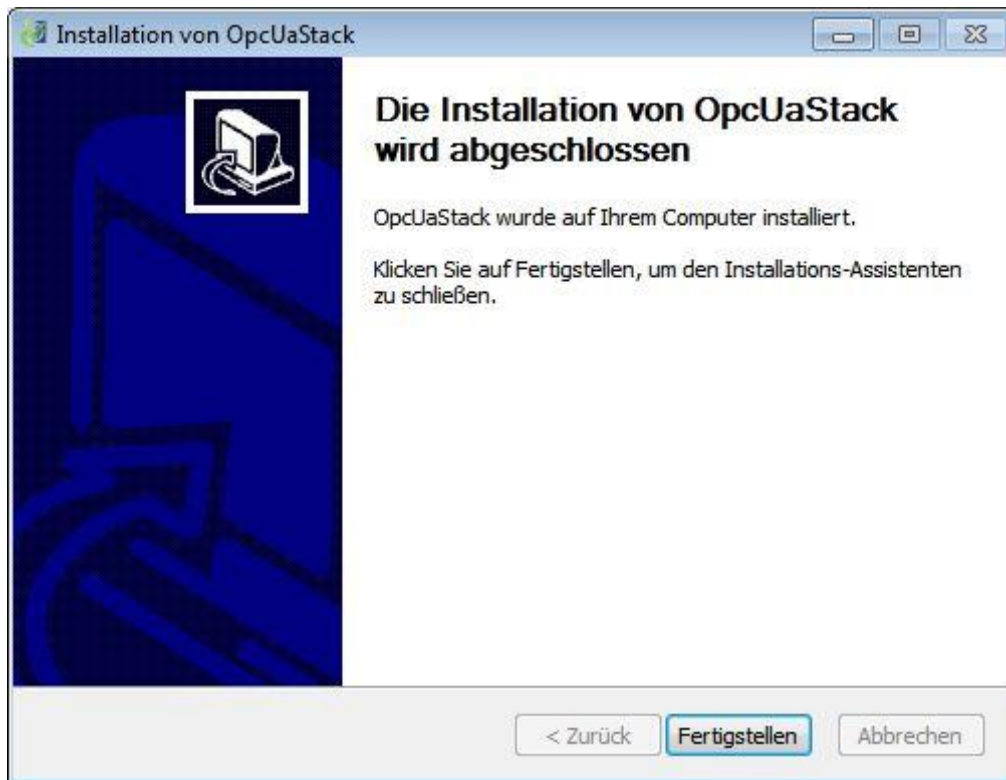 Installation von OpcUaStack
Die Installation von OpcUaStack
wird abgeschlossen
OpcUaStack wurde auf Ihrem Computer installiert.
Klicken Sie auf Fertigstellen, um den Installations-Assistenten
zu schließen.
< Zurück Fertigstellen Abbrechen